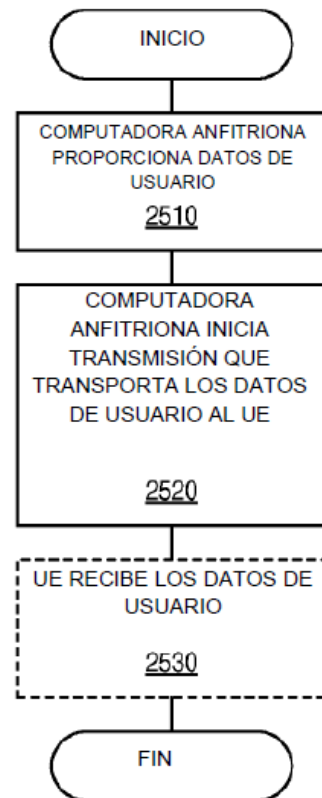 INICIO
COMPUTADORA ANFITRIONA
PROPORCIONA DATOS DE
USUARIO
2510
COMPUTADORA
ANFITRIONA INICIA
TRANSMISIÓN QUE
TRANSPORTA LOS DATOS
DE USUARIO AL UE
2520
UE RECIBE LOS DATOS DE
USUARIO
2530
FIN